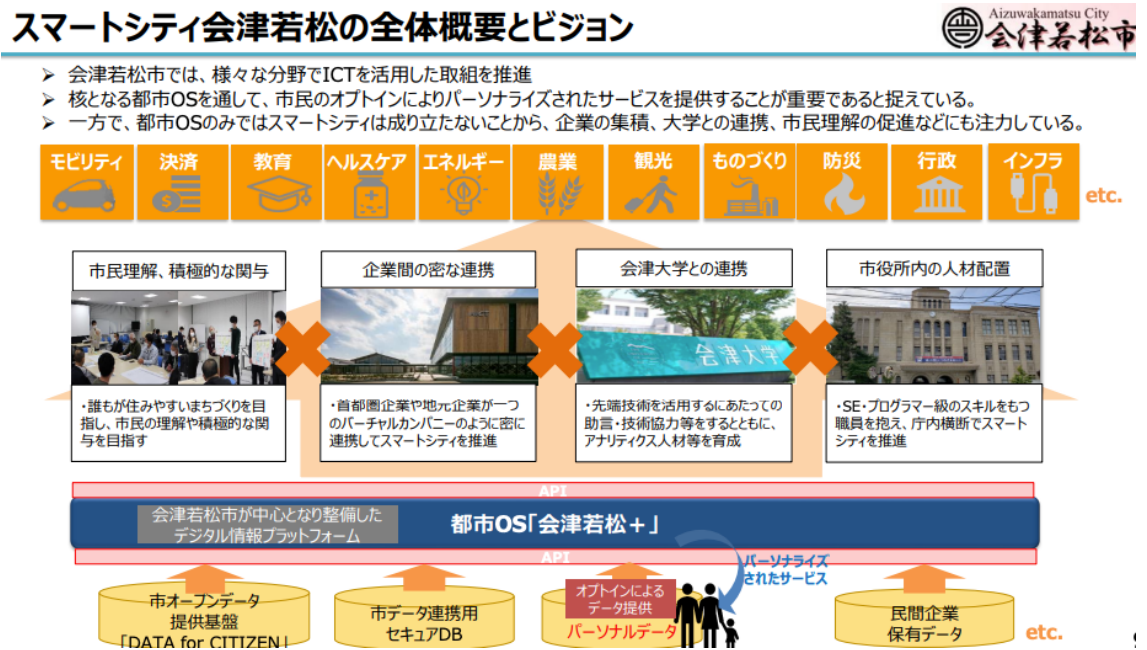 スマートシティ会津若松の全体概要とビジョン
Aizuwakamatsu City
会津若松市
➢ 会津若松市では、様々な分野でICTを活用した取組を推進
➢ 核となる都市OSを通して、市民のオプトインによりパーソナライズされたサービスを提供することが重要であると捉えている。
➢ 一方で、都市OSのみではスマートシティは成り立たないことから、企業の集積、大学との連携、市民理解の促進などにも注力している。
モビリティ
決済
教育
ヘルスケア
エネルギー
農業
観光
ものづくり
防災
行政
インフラ
etc.
市民理解、積極的な関与
・誰もが住みやすいまちづくりを目
指し、市民の理解や積極的な関
与を目指す
企業間の密な連携
・首都圏企業や地元企業が一つ
のバーチャルカンパニーのように密に
連携してスマートシティを推進
会津大学との連携
会津大学
・先端技術を活用するにあたっての
助言・技術協力等をするとともに、
アナリティクス人材等を育成
市役所内の人材配置
・SE・プログラマー級のスキルをもつ
職員を抱え、庁内横断でスマート
シティを推進
API
会津若松市が中心となり整備した
デジタル情報プラットフォーム
都市OS「会津若松＋」
API
パーソナライズ
されたサービス
市オープンデータ
提供基盤
「DATA for CITIZEN」
市データ連携用
セキュアDB
オプトインによる
データ提供
パーソナルデータ
民間企業
保有データ
etc.